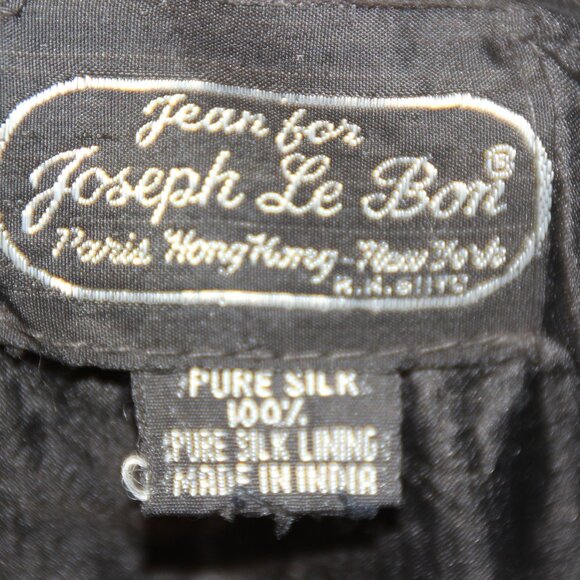 Jean for
Joseph Le Bon®
Paris Hong Kong-New York
PURE SILK
100%
PURE SILK LINING
MADE IN INDIA